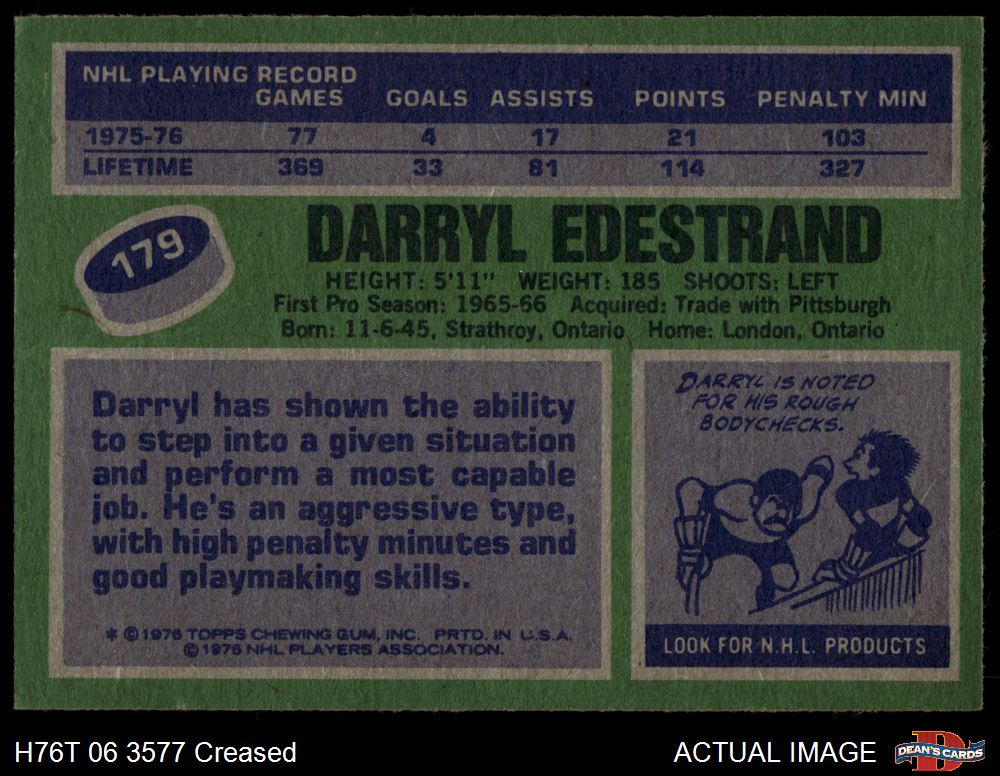 NHL PLAYING RECORD
GAMES GOALS ASSISTS POINTS PENALTY MIN
1975-76 77 4 17 21 103
LIFETIME 369 33 81 114 327
179
DARRYL EDESTRAND
HEIGHT: 5'11" WEIGHT: 185 SHOOTS: LEFT
First Pro Season: 1965-66 Acquired: Trade with Pittsburgh
Born: 11-6-45, Strathroy, Ontario Home: London, Ontario
Darryl has shown the ability
to step into a given situation
and perform a most capable
job. He's an aggressive type,
with high penalty minutes and
good playmaking skills.
* © 1976 TOPPS CHEWING GUM, INC. PRTD. IN U.S.A.
© 1976 NHL PLAYERS ASSOCIATION.
DARRYL IS NOTED
FOR HIS ROUGH
BODYCHECKS.
LOOK FOR N.H.L. PRODUCTS
H76T 06 3577 Creased
ACTUAL IMAGE
D
DEAN'S CARDS